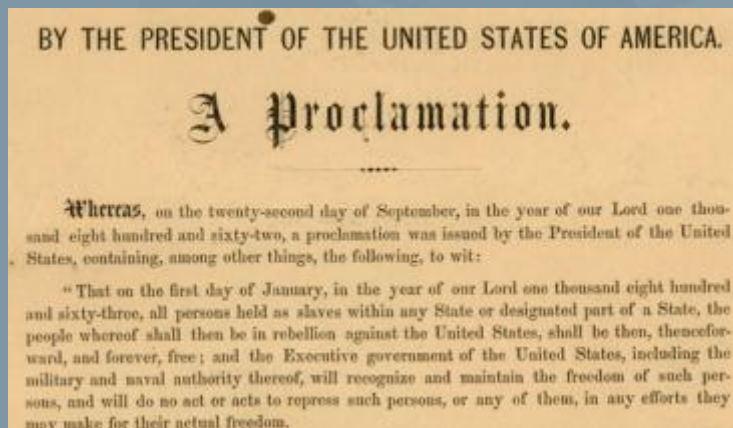 BY THE PRESIDENT OF THE UNITED STATES OF AMERICA.
A Proclamation.
Whereas, on the twenty-second day of September, in the year of our Lord one thou-
sand eight hundred and sixty-two, a proclamation was issued by the President of the United
States, containing, among other things, the following, to wit:
"That on the first day of January, in the year of our Lord one thousand eight hundred
and sixty-three, all persons held as slaves within any State or designated part of a State, the
people whereof shall then be in rebellion against the United States, shall be then, thencefor-
ward, and forever, free; and the Executive government of the United States, including the
military and naval authority thereof, will recognize and maintain the freedom of such per-
sons, and will do no act or acts to repress such persons, or any of them, in any efforts they
may make for their actual freedom.